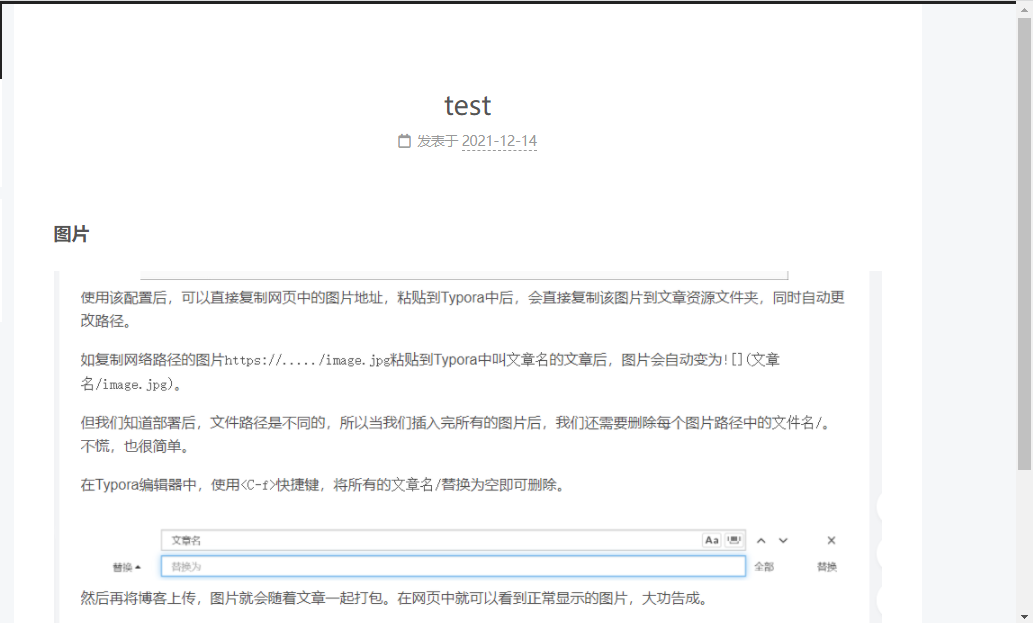 test
发表于 2021-12-14
图片
使用该配置后，可以直接复制网页中的图片地址，粘贴到Typora中后，会直接复制该图片到文章资源文件夹，同时自动更
改路径。
如复制网络路径的图片https://...../image.jpg粘贴到Typora中叫文章名的文章后，图片会自动变为![](文章
名/image.jpg)。
但我们知道部署后，文件路径是不同的，所以当我们插入完所有的图片后，我们还需要删除每个图片路径中的文件名/。
不慌，也很简单。
在Typora编辑器中，使用<C-f>快捷键，将所有的文章名/替换为空即可删除。
文章名 Aa
替换 替换为 全部 替换
然后再将博客上传，图片就会随着文章一起打包。在网页中就可以看到正常显示的图片，大功告成。